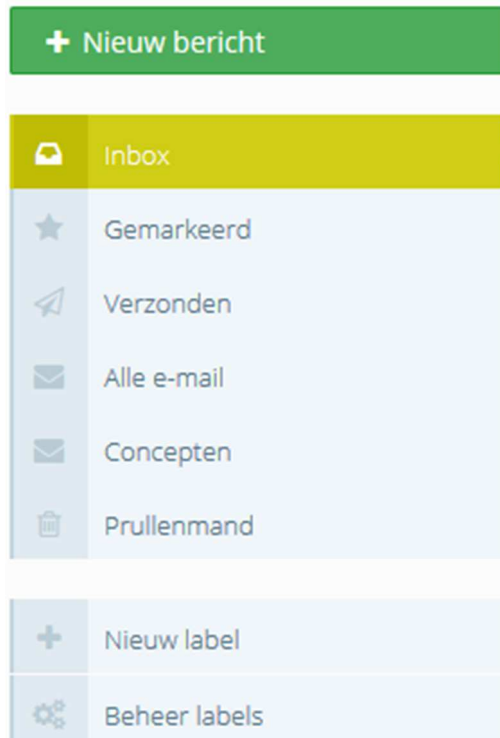 Nieuw bericht
Inbox
Gemarkeerd
Verzonden
Alle e-mail
Concepten
Prullenmand
Nieuw label
Beheer labels